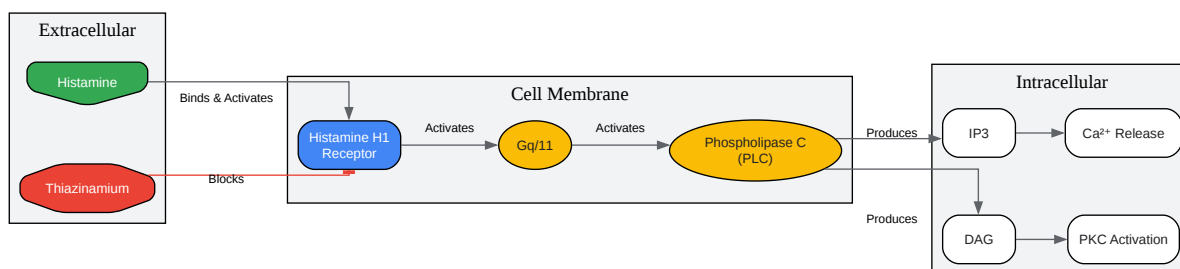 Extracellular
Histamine
Thiazinamium
Binds & Activates
Blocks
Cell Membrane
Histamine H1
Receptor
Activates
Gq/11
Activates
Phospholipase C
(PLC)
Produces
Produces
Intracellular
IP3
Ca²⁺ Release
DAG
PKC Activation